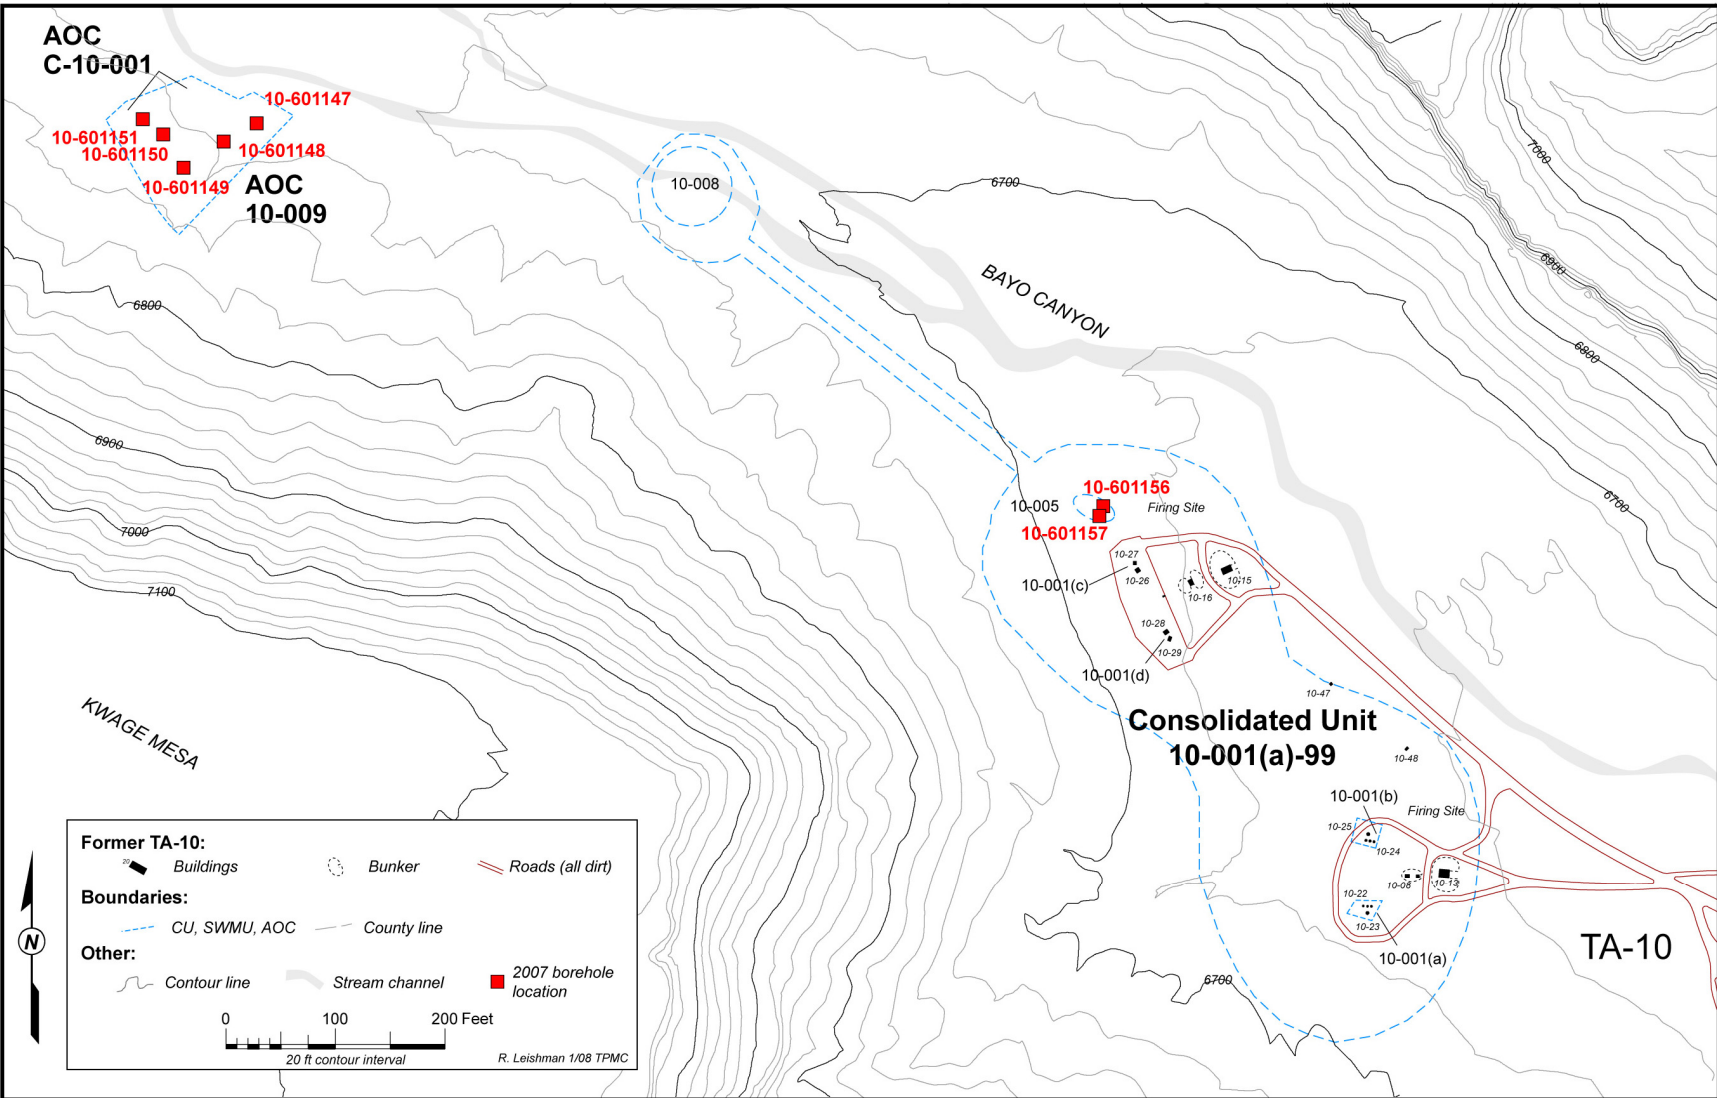 AOC
C-10-001
10-601147
10-601151
10-601150
10-601148
10-601149
AOC
10-009
10-008
6700
7000
6900
6800
6700
BAYO CANYON
6800
6900
7000
7100
KWAGE MESA
10-601156
10-005
Firing Site
10-601157
10-27
10-26
10-001(c)
10-15
10-16
10-28
10-29
10-001(d)
10-47
Consolidated Unit
10-001(a)-99
10-48
10-001(b)
Firing Site
10-25
10-24
10-08
10-13
10-22
10-23
10-001(a)
TA-10
6700
Former TA-10:
20
Buildings
Bunker
Roads (all dirt)
Boundaries:
CU, SWMU, AOC
County line
Other:
Contour line
Stream channel
2007 borehole
location
0 100 200 Feet
20 ft contour interval
R. Leishman 1/08 TPMC
N